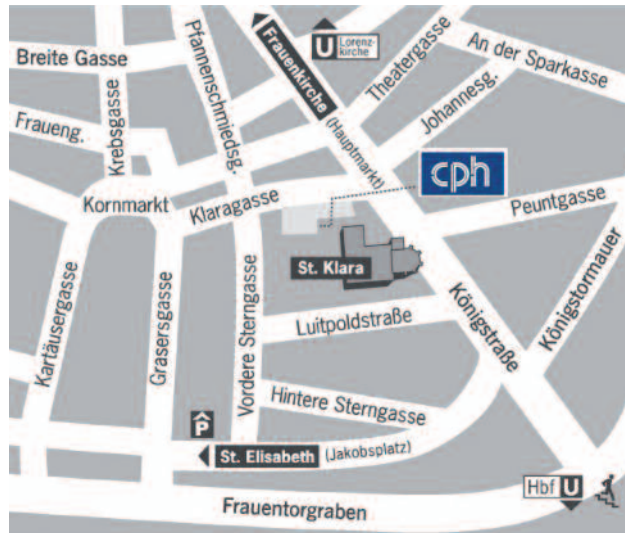 U Lorenz-
kirche
Breite Gasse
Pfannenschmiedsg.
Frauenkirche
(Hauptmarkt)
Theatergasse
An der Sparkasse
Krebsgasse
Fraueng.
Johannesg.
cph
Kornmarkt
Klaragasse
Peuntgasse
St. Klara
Königstraße
Königstormauer
Kartäusergasse
Grasersgasse
Vordere Sterngasse
Luitpoldstraße
Hintere Sterngasse
P
St. Elisabeth (Jakobsplatz)
Hbf U
Frauentorgraben